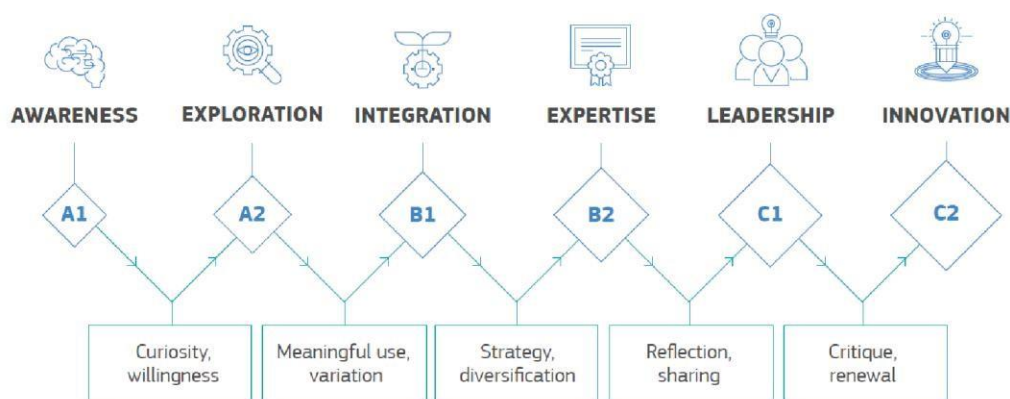 AWARENESS EXPLORATION INTEGRATION EXPERTISE LEADERSHIP INNOVATION
A1 A2 B1 B2 C1 C2
Curiosity,
willingness
Meaningful use,
variation
Strategy,
diversification
Reflection,
sharing
Critique,
renewal